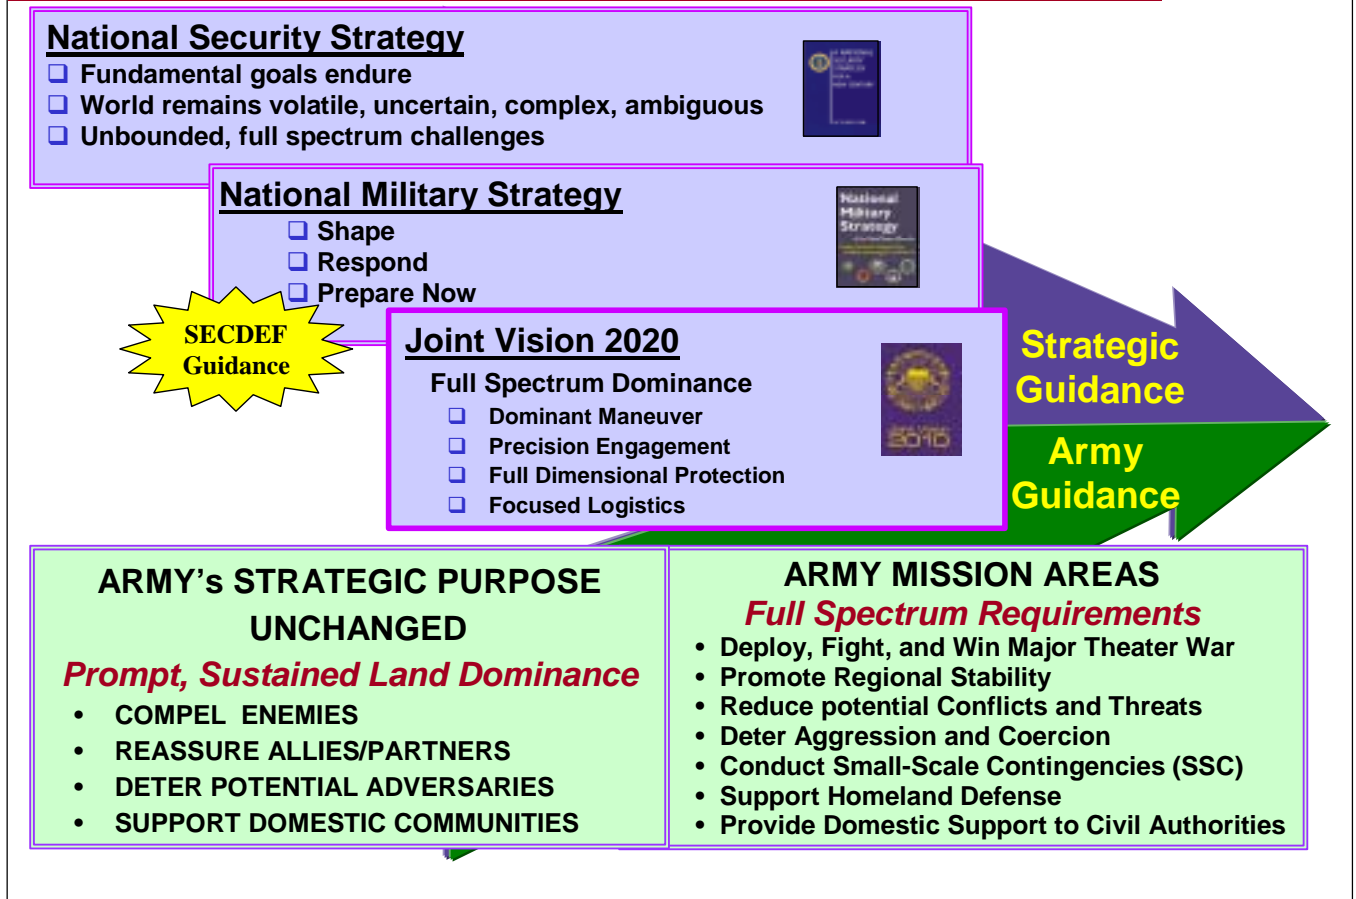 National Security Strategy
❑ Fundamental goals endure
❑ World remains volatile, uncertain, complex, ambiguous
❑ Unbounded, full spectrum challenges
National Military Strategy
❑ Shape
❑ Respond
❑ Prepare Now
National
Military
Strategy
SECDEF
Guidance
Joint Vision 2020
Full Spectrum Dominance
❑ Dominant Maneuver
❑ Precision Engagement
❑ Full Dimensional Protection
❑ Focused Logistics
2010
Strategic
Guidance
Army
Guidance
ARMY's STRATEGIC PURPOSE
UNCHANGED
Prompt, Sustained Land Dominance
• COMPEL ENEMIES
• REASSURE ALLIES/PARTNERS
• DETER POTENTIAL ADVERSARIES
• SUPPORT DOMESTIC COMMUNITIES
ARMY MISSION AREAS
Full Spectrum Requirements
• Deploy, Fight, and Win Major Theater War
• Promote Regional Stability
• Reduce potential Conflicts and Threats
• Deter Aggression and Coercion
• Conduct Small-Scale Contingencies (SSC)
• Support Homeland Defense
• Provide Domestic Support to Civil Authorities